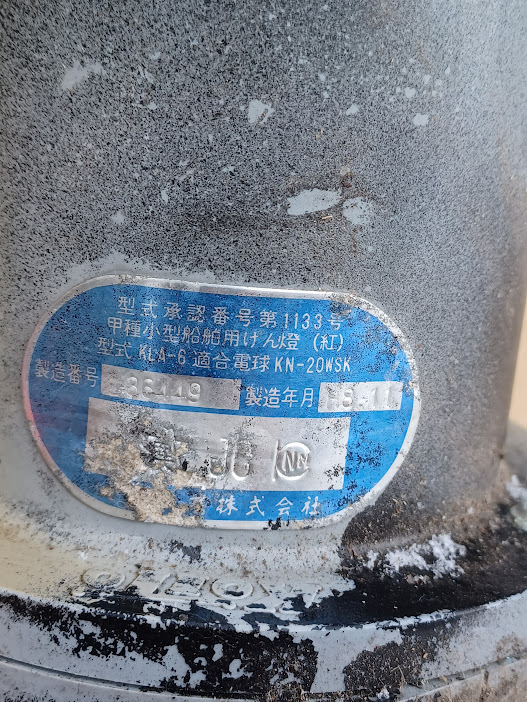 型式承認番号第1133号
甲種小型船舶用げん燈(紅)
型式 KLA-6 適合電球 KN-20WSK
製造番号 36449 製造年月
NN
株式会社